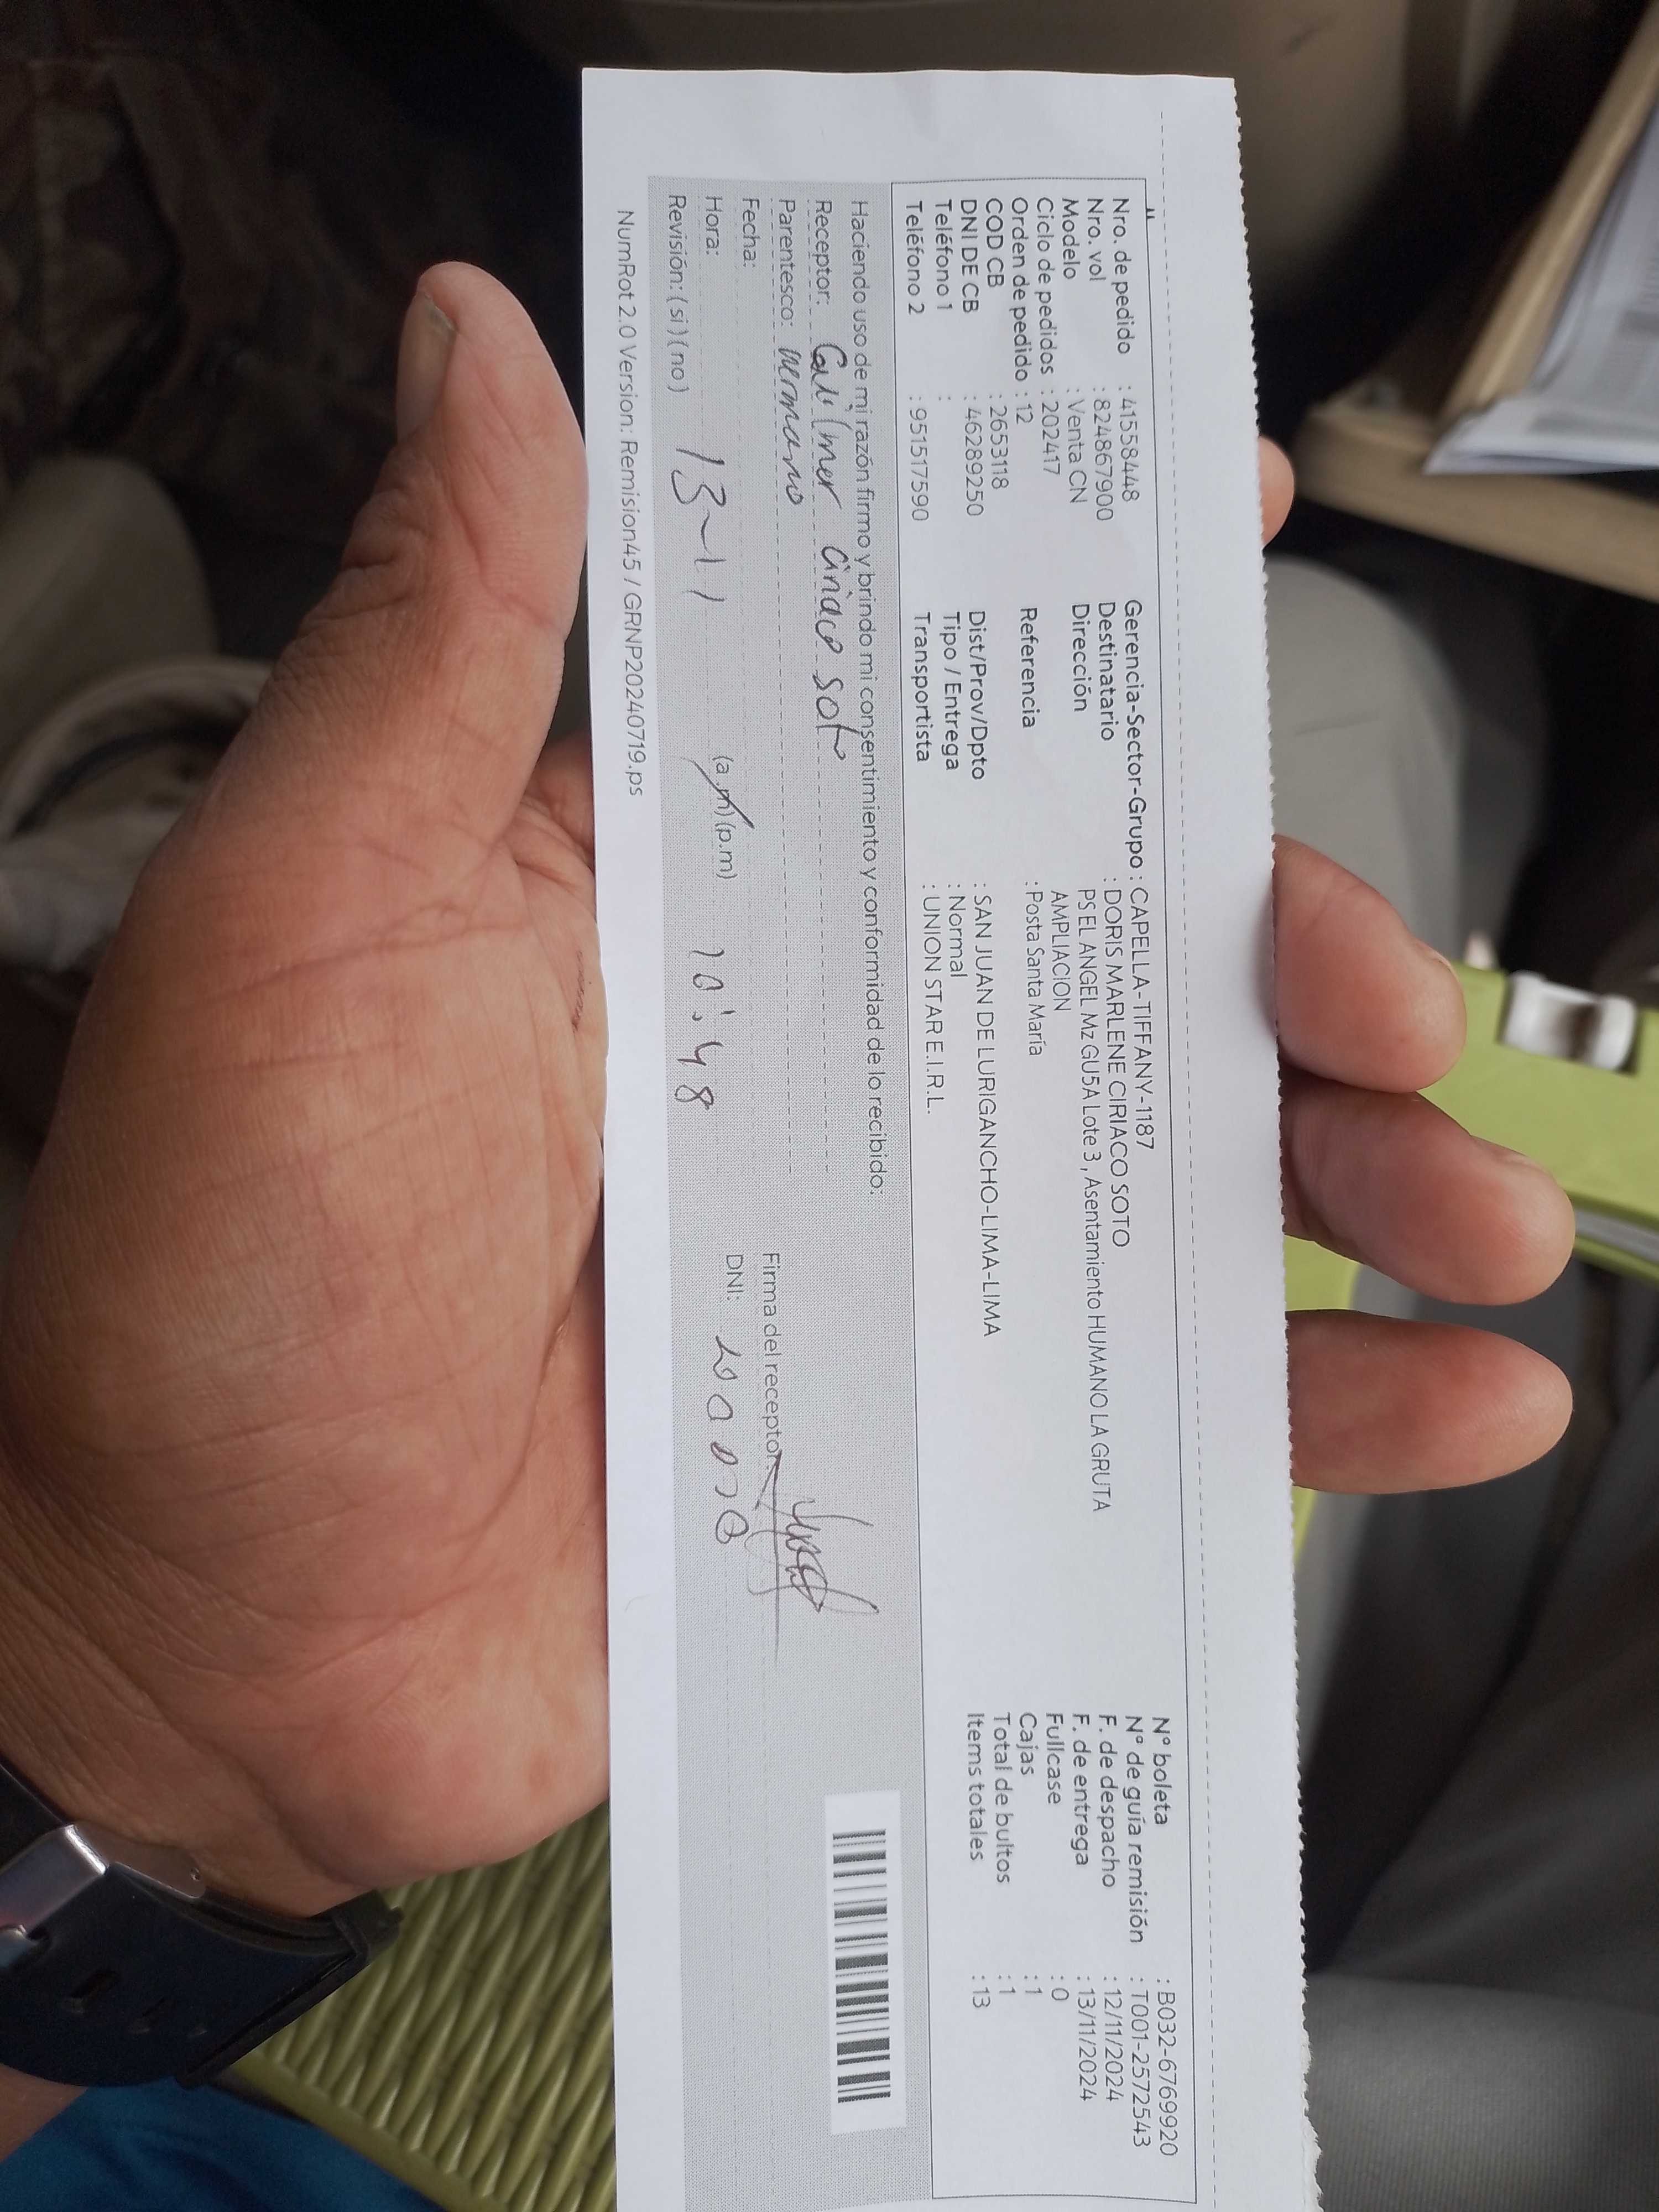 Nro. de pedido : 41558448
Nro. vol : 824867900
Modelo : Venta CN
Ciclo de pedidos : 202417
Orden de pedido : 12
COD CB : 2653118
DNI DE CB : 46289250
Teléfono 1 :
Teléfono 2 : 951517590
Gerencia-Sector-Grupo : CAPELLA-TIFFANY-1187
Destinatario : DORIS MARLENE CIRIACO SOTO
Dirección PS EL ANGEL Mz GU5A Lote 3, Asentamiento HUMANO LA GRUTA
AMPLIACION
Referencia : Posta Santa María
Dist/Prov/Dpto : SAN JUAN DE LURIGANCHO-LIMA-LIMA
Tipo / Entrega : Normal
Transportista : UNION STAR E.I.R.L.
N° boleta : B032-6769920
N° de guía remisión : T001-2572543
F. de despacho : 12/11/2024
F. de entrega : 13/11/2024
Fullcase : 0
Cajas : 1
Total de bultos : 1
Items totales : 13
Haciendo uso de mi razón firmo y brindo mi consentimiento y conformidad de lo recibido:
Receptor: ciriaco soto
Parentesco: hermano
Fecha: 13-11
Hora: (a.m) (p.m) 10:48
Revisión: (si) (no)
Firma del receptor:
DNI:
NumRot 2.0 Version: Remision45 / GRNP20240719.ps